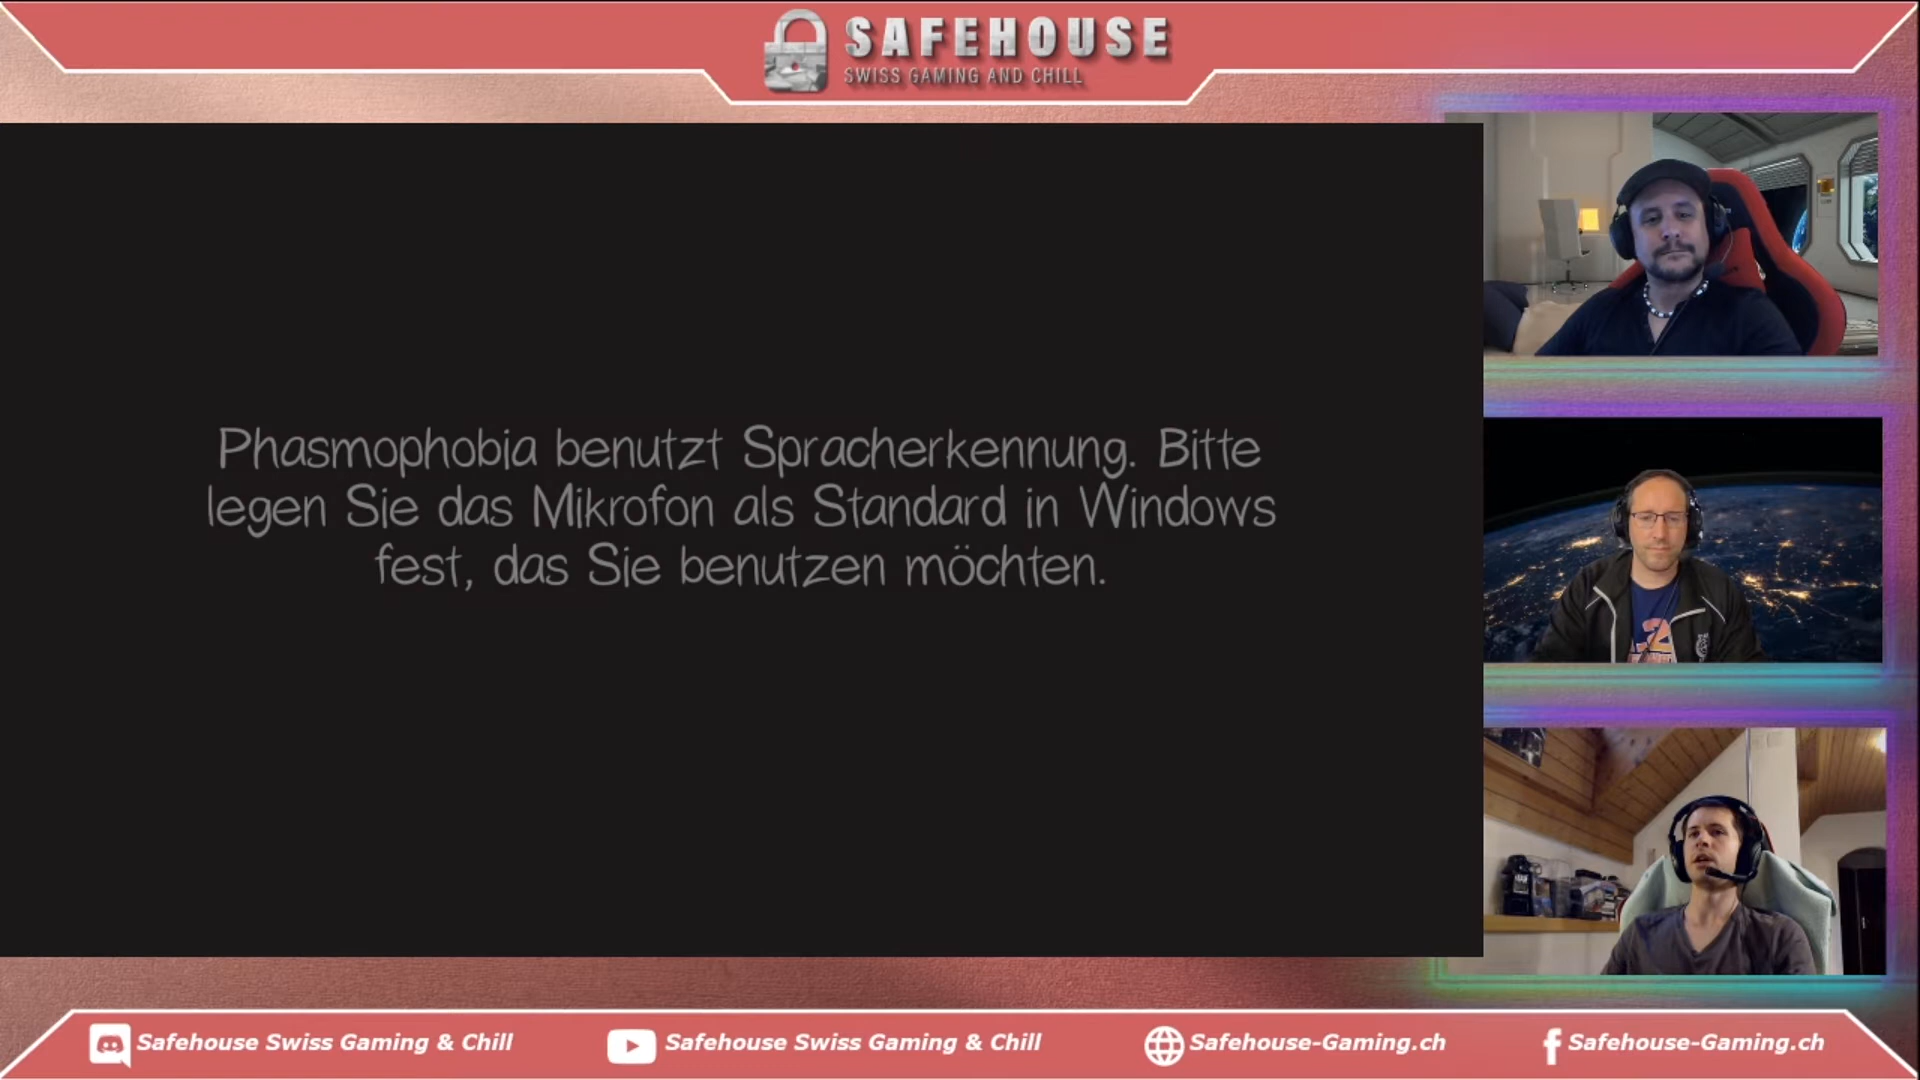 SAFEHOUSE
SWISS GAMING AND CHILL
Phasmophobia benutzt Spracherkennung. Bitte
legen Sie das Mikrofon als Standard in Windows
fest, das Sie benutzen möchten.
Safehouse Swiss Gaming & Chill
Safehouse Swiss Gaming & Chill
Safehouse-Gaming.ch
Safehouse-Gaming.ch